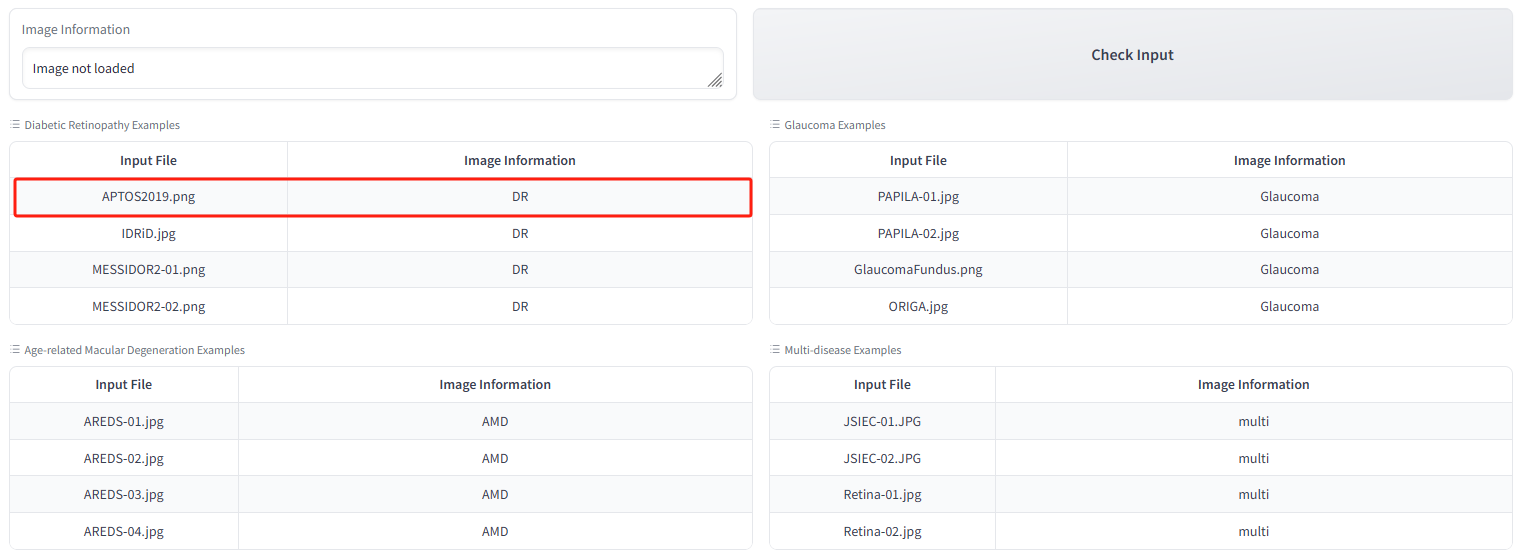 Image Information
Image not loaded
Check Input
Diabetic Retinopathy Examples
Input File Image Information
APTOS2019.png DR
IDRiD.jpg DR
MESSIDOR2-01.png DR
MESSIDOR2-02.png DR
Glaucoma Examples
Input File Image Information
PAPILA-01.jpg Glaucoma
PAPILA-02.jpg Glaucoma
GlaucomaFundus.png Glaucoma
ORIGA.jpg Glaucoma
Age-related Macular Degeneration Examples
Input File Image Information
AREDS-01.jpg AMD
AREDS-02.jpg AMD
AREDS-03.jpg AMD
AREDS-04.jpg AMD
Multi-disease Examples
Input File Image Information
JSIEC-01.JPG multi
JSIEC-02.JPG multi
Retina-01.jpg multi
Retina-02.jpg multi